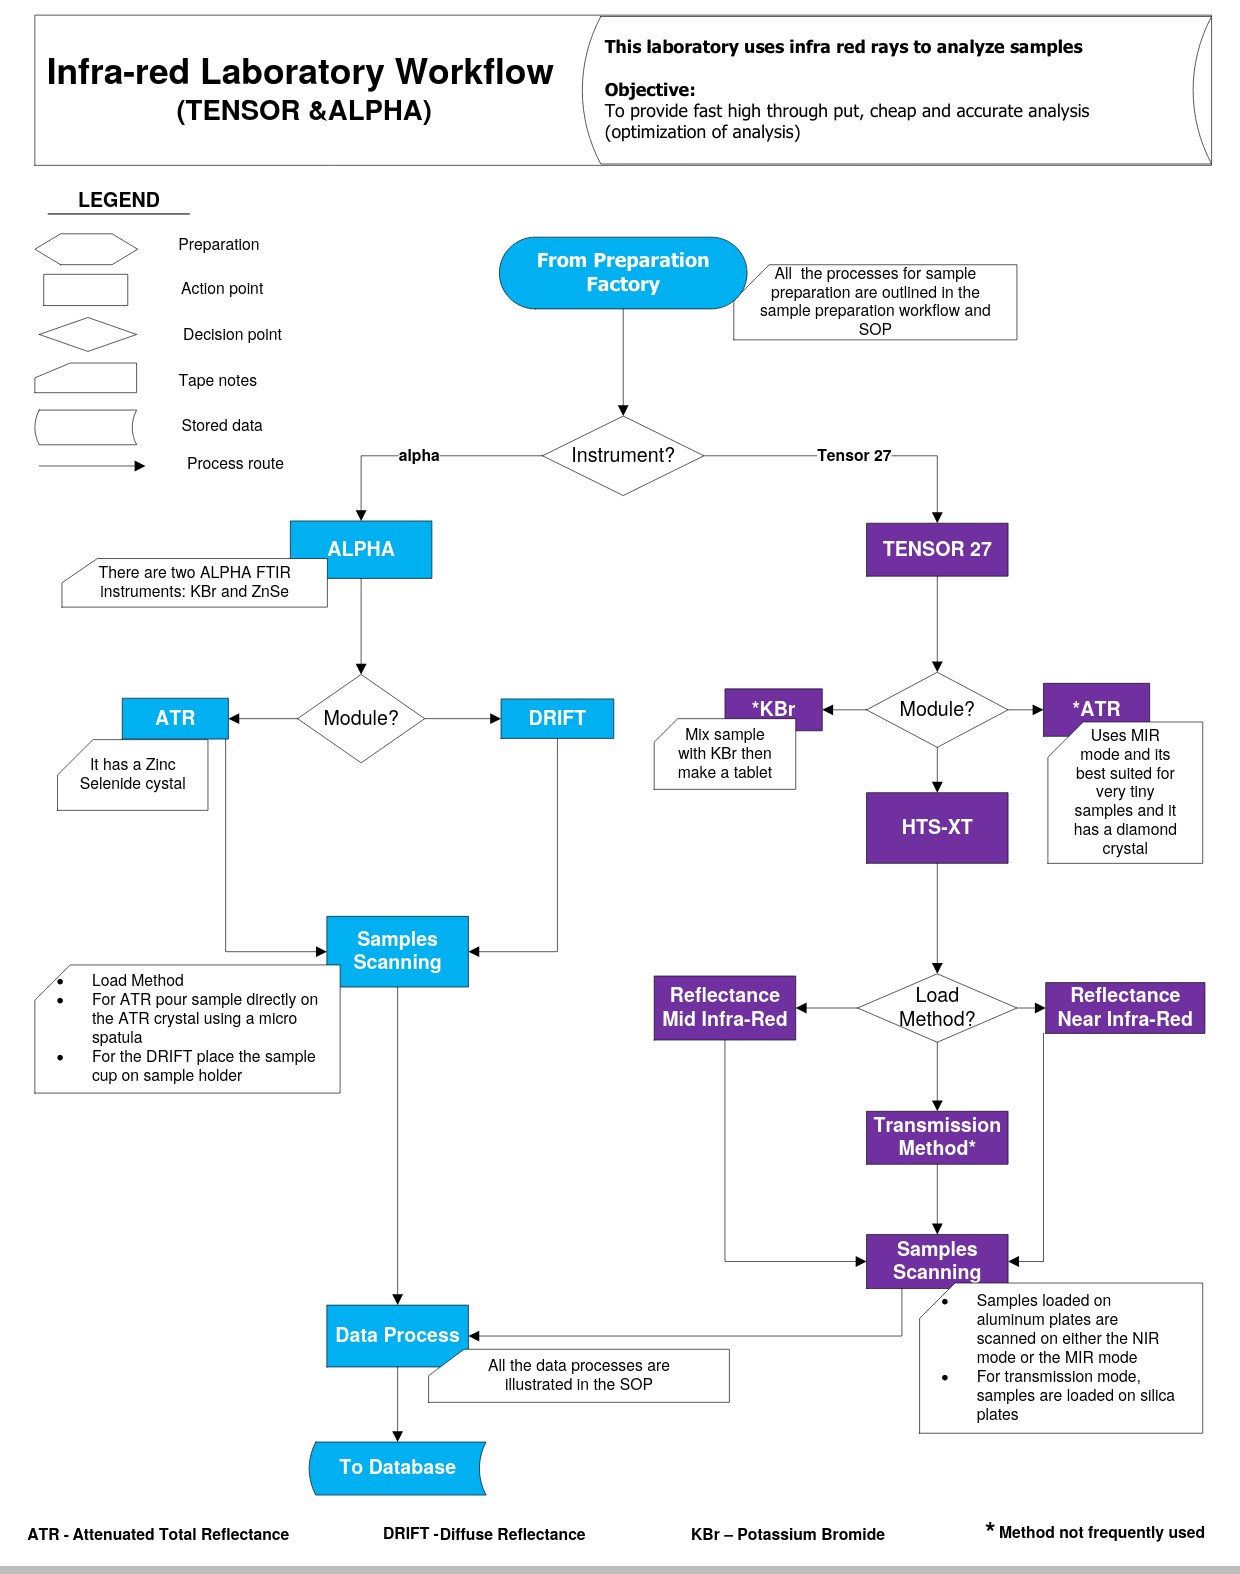 Infra-red Laboratory Workflow
(TENSOR &ALPHA)
This laboratory uses infra red rays to analyze samples
Objective:
To provide fast high through put, cheap and accurate analysis
(optimization of analysis)
LEGEND
Preparation
Action point
Decision point
Tape notes
Stored data
Process route
From Preparation
Factory
All the processes for sample
preparation are outlined in the
sample preparation workflow and
SOP
Instrument?
alpha
Tensor 27
ALPHA
There are two ALPHA FTIR
instruments: KBr and ZnSe
TENSOR 27
Module?
ATR
DRIFT
It has a Zinc
Selenide cystal
Module?
*KBr
Mix sample
with KBr then
make a tablet
*ATR
Uses MIR
mode and its
best suited for
very tiny
samples and it
has a diamond
crystal
HTS-XT
Samples
Scanning
• Load Method
• For ATR pour sample directly on
the ATR crystal using a micro
spatula
• For the DRIFT place the sample
cup on sample holder
Load
Method?
Reflectance
Mid Infra-Red
Reflectance
Near Infra-Red
Transmission
Method*
Samples
Scanning
• Samples loaded on
aluminum plates are
scanned on either the NIR
mode or the MIR mode
• For transmission mode,
samples are loaded on silica
plates
Data Process
All the data processes are
illustrated in the SOP
To Database
ATR - Attenuated Total Reflectance
DRIFT -Diffuse Reflectance
KBr – Potassium Bromide
* Method not frequently used